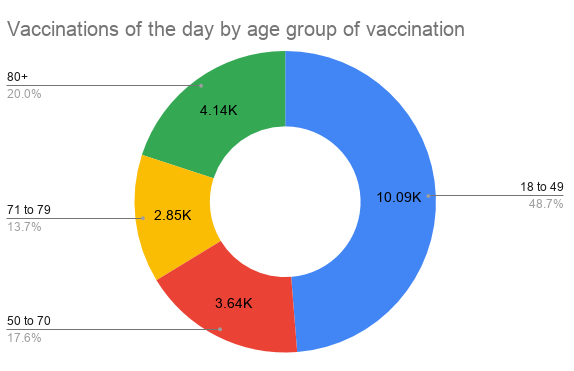 Vaccinations of the day by age group of vaccination
80+
20.0%
4.14K
18 to 49
48.7%
10.09K
71 to 79
13.7%
2.85K
3.64K
50 to 70
17.6%